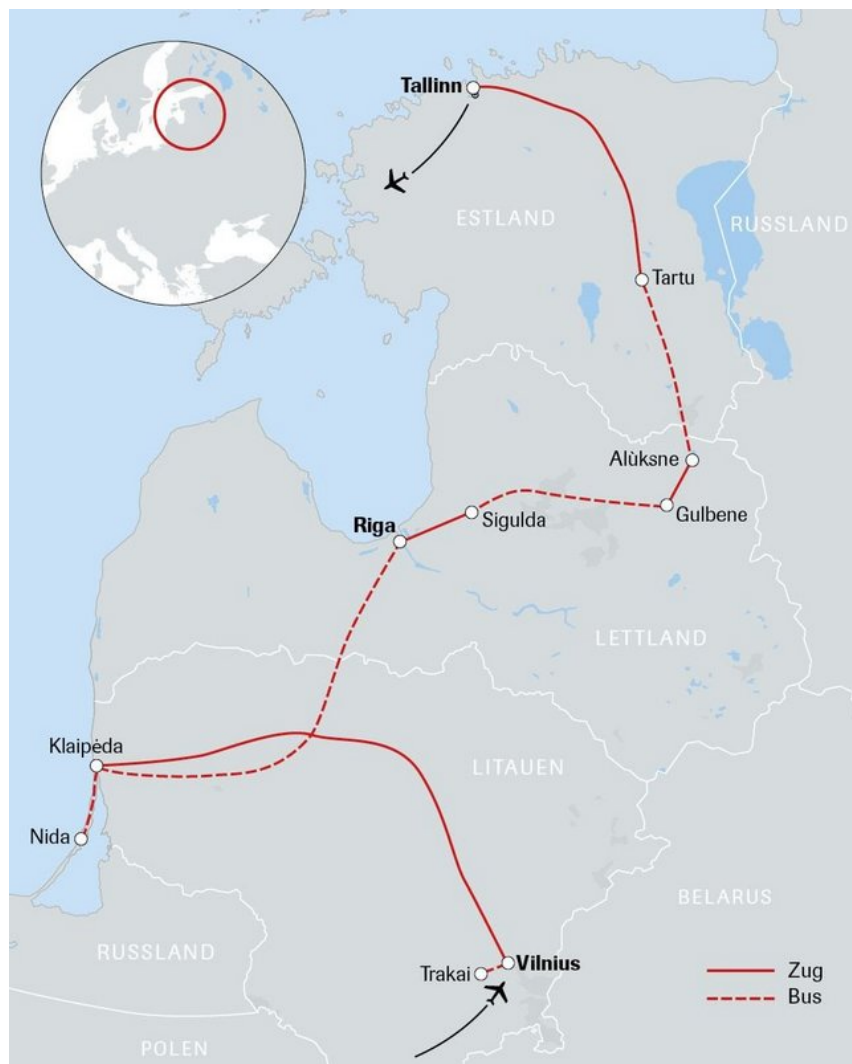 Tallinn
ESTLAND
RUSSLAND
Tartu
Alùksne
Gulbene
Sigulda
Riga
LETTLAND
Klaipėda
LITAUEN
Nida
BELARUS
RUSSLAND
Vilnius
Trakai
Zug
Bus
POLEN